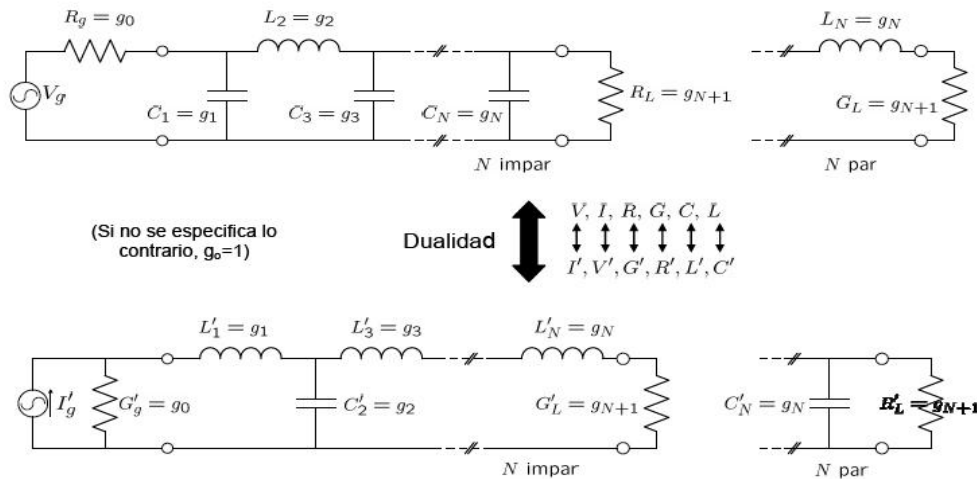 R_g = g_0
L_2 = g_2
L_N = g_N
V_g
C_1 = g_1
C_3 = g_3
C_N = g_N
R_L = g_{N+1}
G_L = g_{N+1}
N impar
N par
(Si no se especifica lo
contrario, g_o=1)
Dualidad
V, I, R, G, C, L
I', V', G', R', L', C'
L'_1 = g_1
L'_3 = g_3
L'_N = g_N
I'_g
G'_g = g_0
C'_2 = g_2
G'_L = g_{N+1}
C'_N = g_N
R'_L = g_{N+1}
N impar
N par